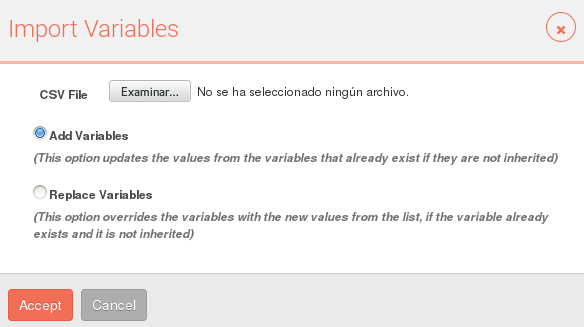 Import Variables
CSV File Examinar... No se ha seleccionado ningún archivo.
Add Variables
(This option updates the values from the variables that already exist if they are not inherited)
Replace Variables
(This option overrides the variables with the new values from the list, if the variable already
exists and it is not inherited)
Accept Cancel